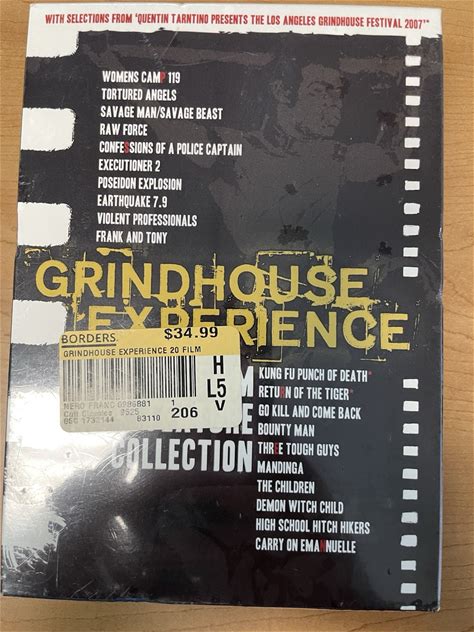 WITH SELECTIONS FROM 'QUENTIN TARNTINO PRESENTS THE LOS ANGELES GRINDHOUSE FESTIVAL 2007'*
WOMENS CAMP 119
TORTURED ANGELS
SAVAGE MAN/SAVAGE BEAST
RAW FORCE
CONFESSIONS OF A POLICE CAPTAIN
EXECUTIONER 2
POSEIDON EXPLOSION
EARTHQUAKE 7.9
VIOLENT PROFESSIONALS
FRANK AND TONY
GRINDHOUSE
EXPERIENCE
BORDERS. $34.99
GRINDHOUSE EXPERIENCE 20 FILM
H
L5
V
206
83110
COLLECTION
KUNG FU PUNCH OF DEATH*
RETURN OF THE TIGER*
GO KILL AND COME BACK
BOUNTY MAN
THREE TOUGH GUYS
MANDINGA
THE CHILDREN
DEMON WITCH CHILD
HIGH SCHOOL HITCH HIKERS
CARRY ON EMANNUELLE